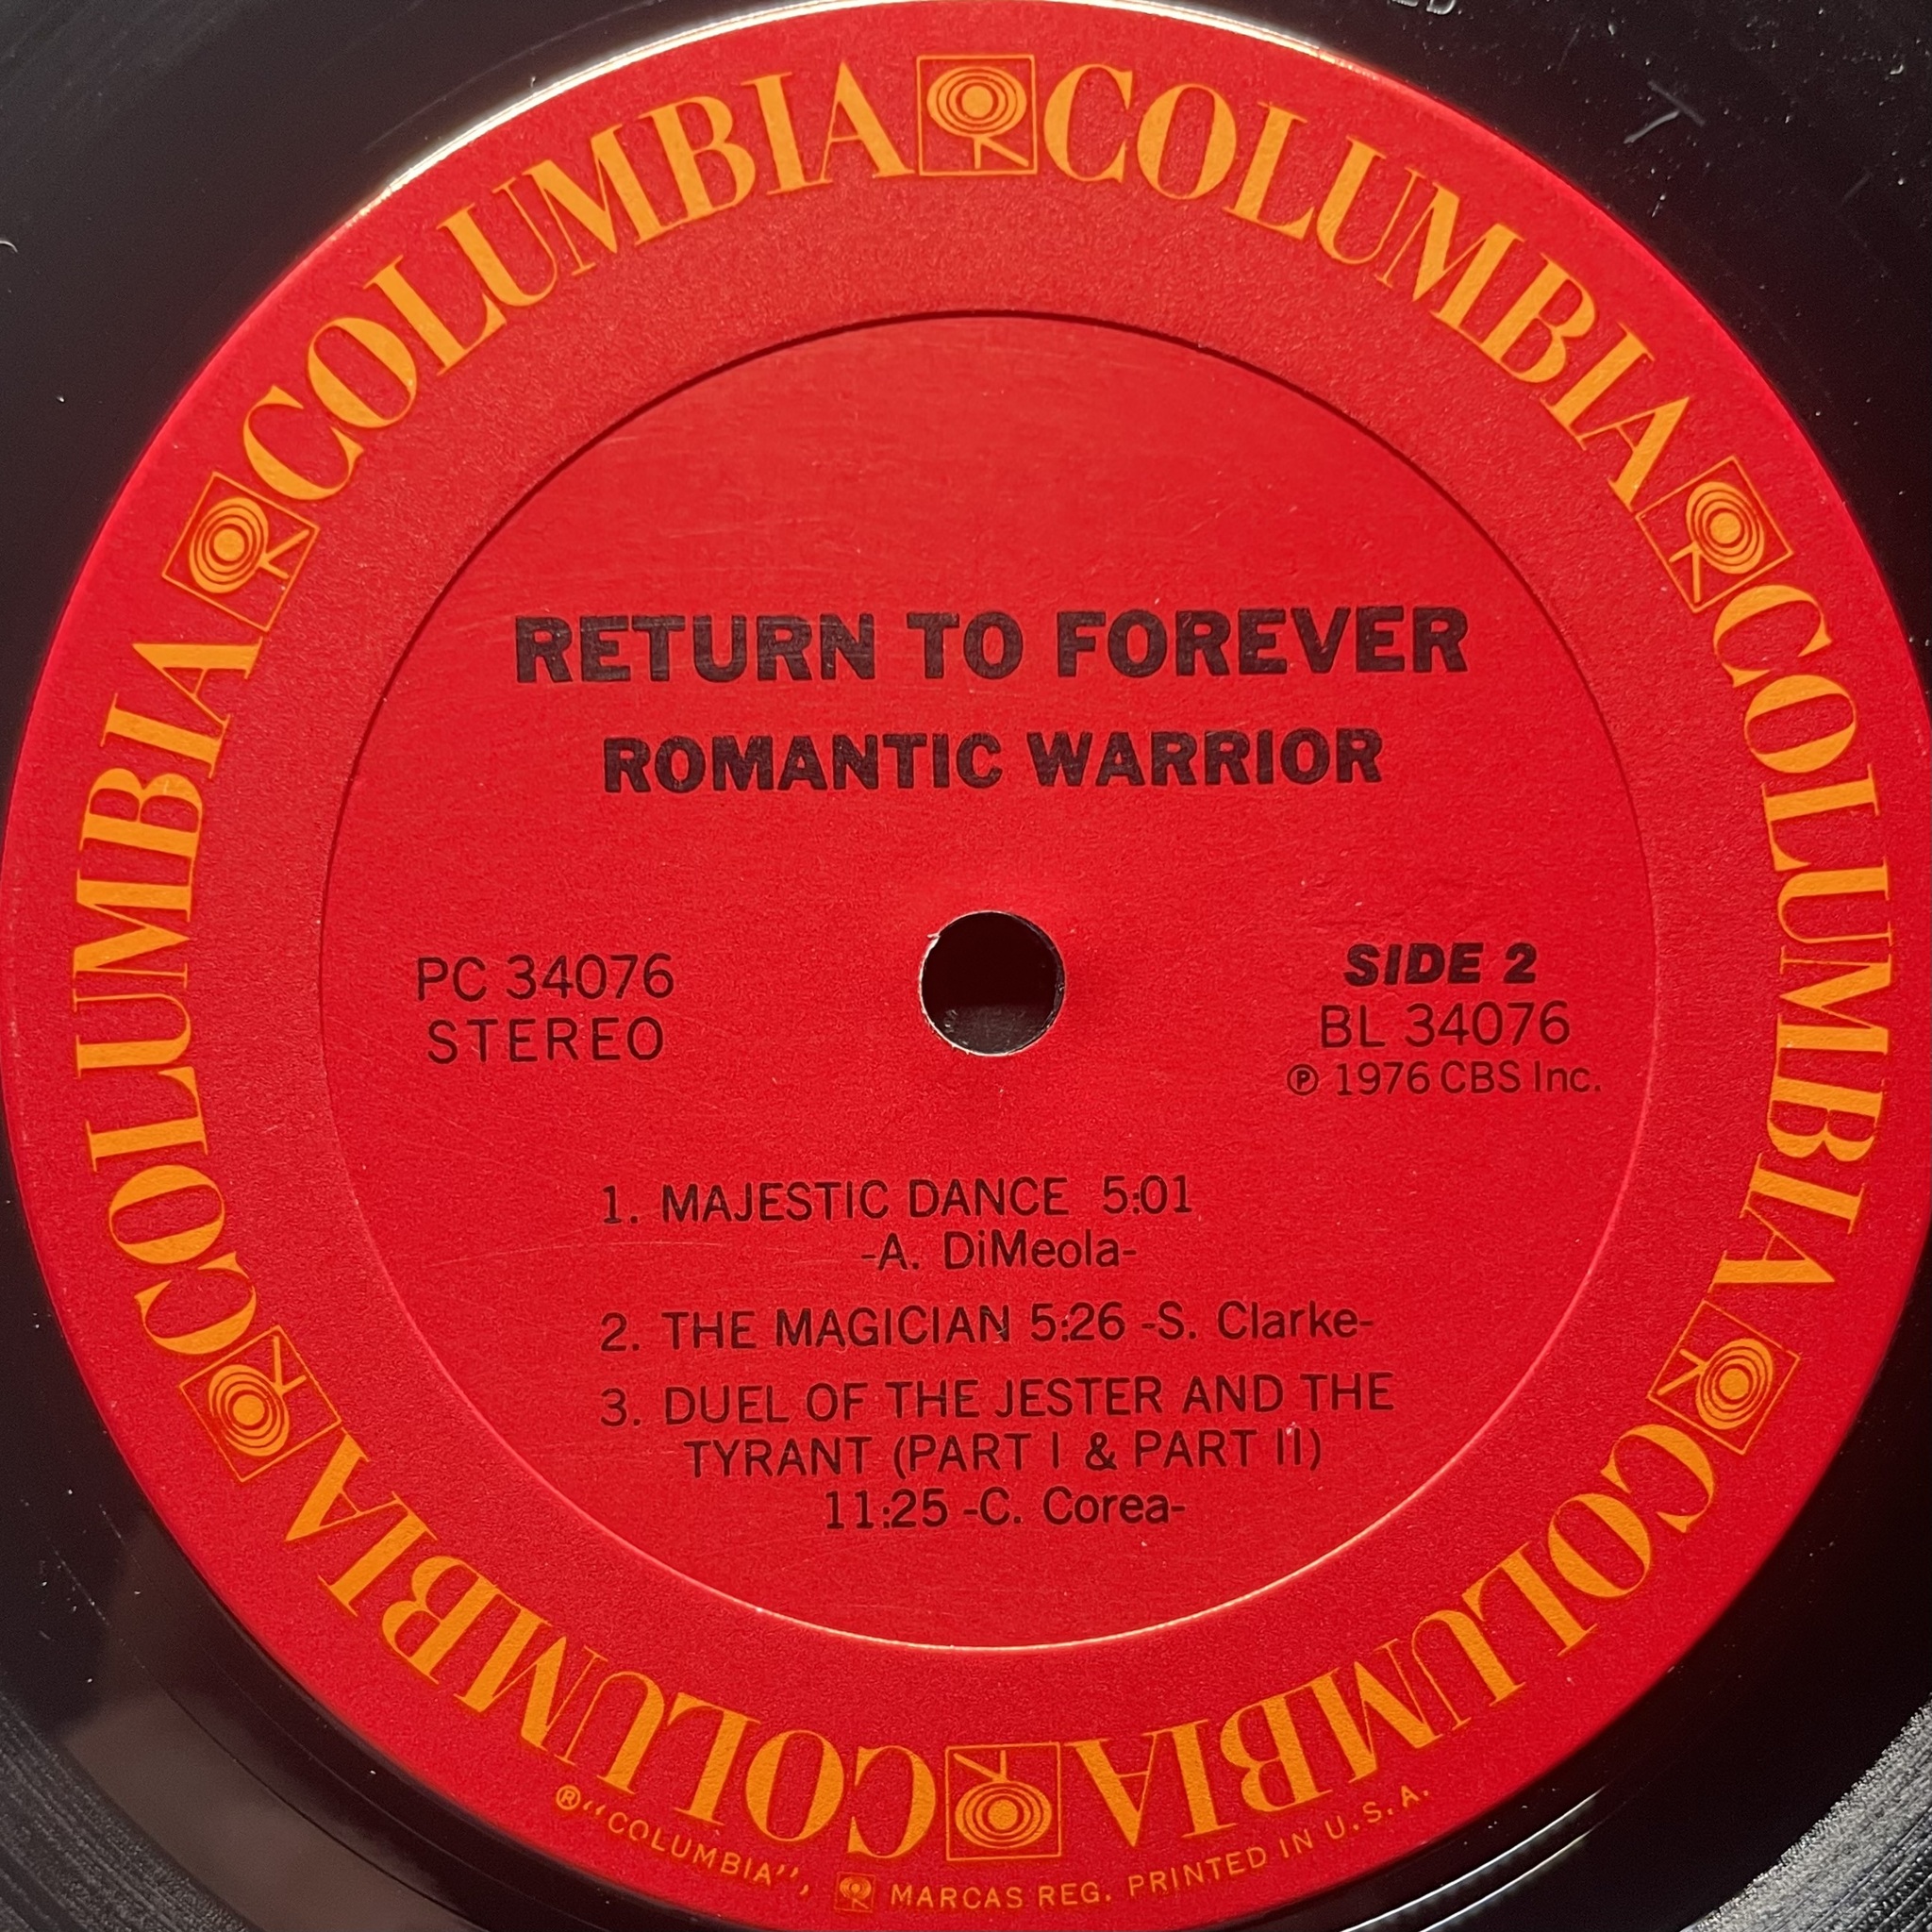 COLUMBIA COLUMBIA COLUMBIA COLUMBIA COLUMBIA COLUMBIA
RETURN TO FOREVER
ROMANTIC WARRIOR
PC 34076
STEREO
SIDE 2
BL 34076
℗ 1976 CBS Inc.
1. MAJESTIC DANCE 5:01
-A. DiMeola-
2. THE MAGICIAN 5:26 -S. Clarke-
3. DUEL OF THE JESTER AND THE
TYRANT (PART I & PART II)
11:25 -C. Corea-
® "COLUMBIA", MARCAS REG. PRINTED IN U.S.A.